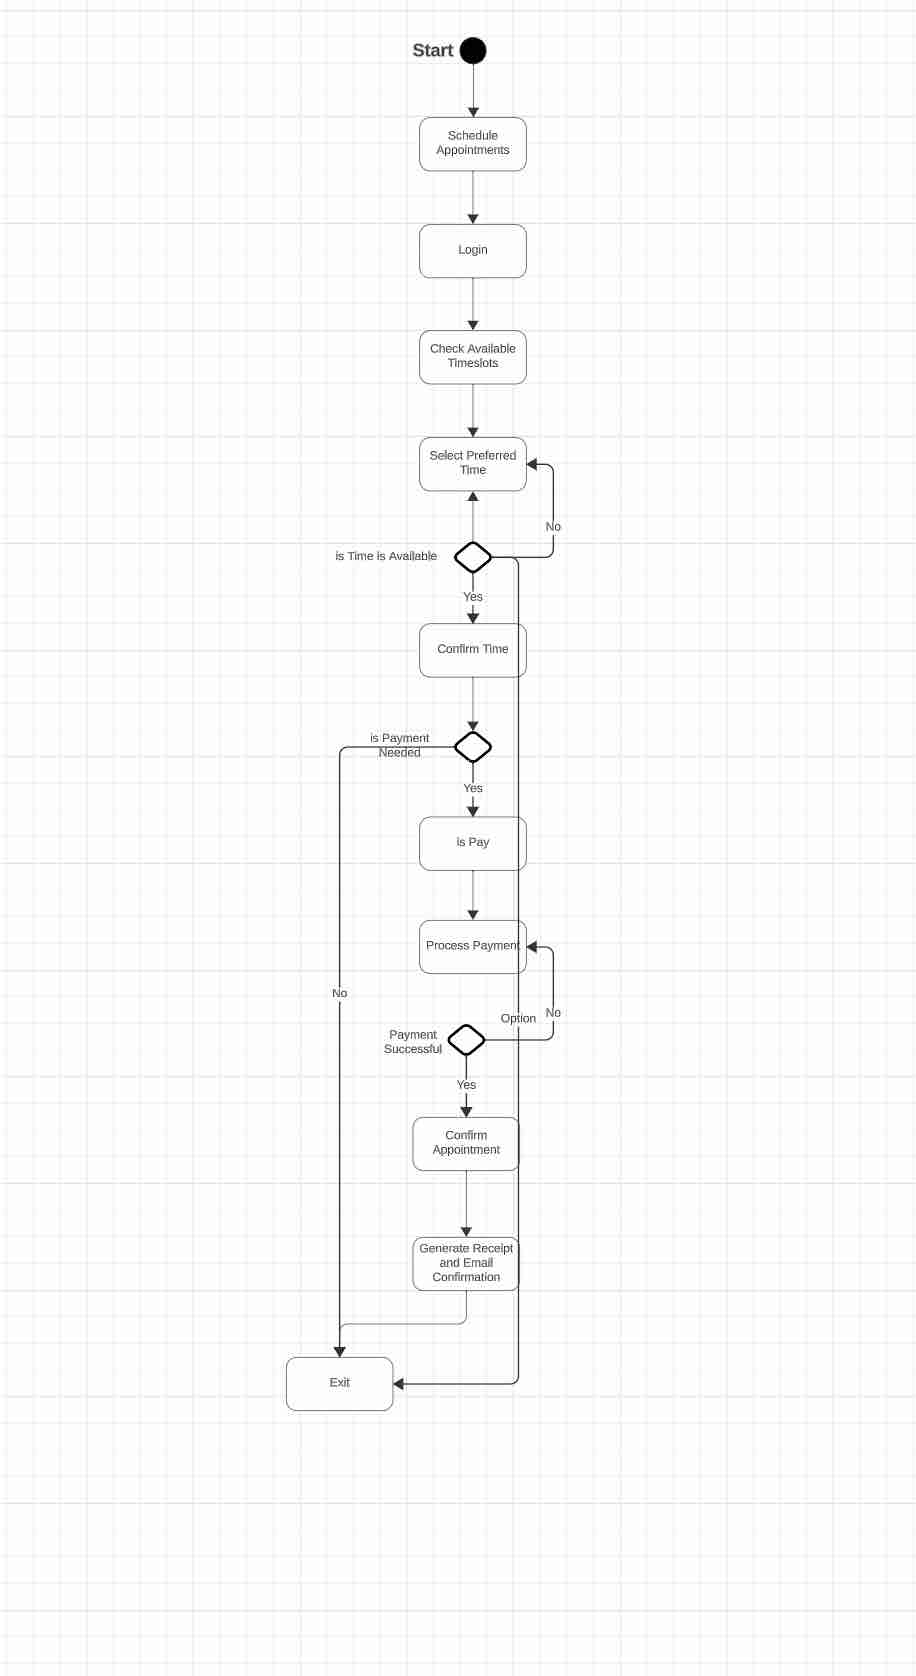 Start
Schedule
Appointments
Login
Check Available
Timeslots
Select Preferred
Time
No
is Time is Available
Yes
Confirm Time
is Payment
Needed
Yes
is Pay
Process Payment
No
Option
No
Payment
Successful
Yes
Confirm
Appointment
Generate Receipt
and Email
Confirmation
Exit